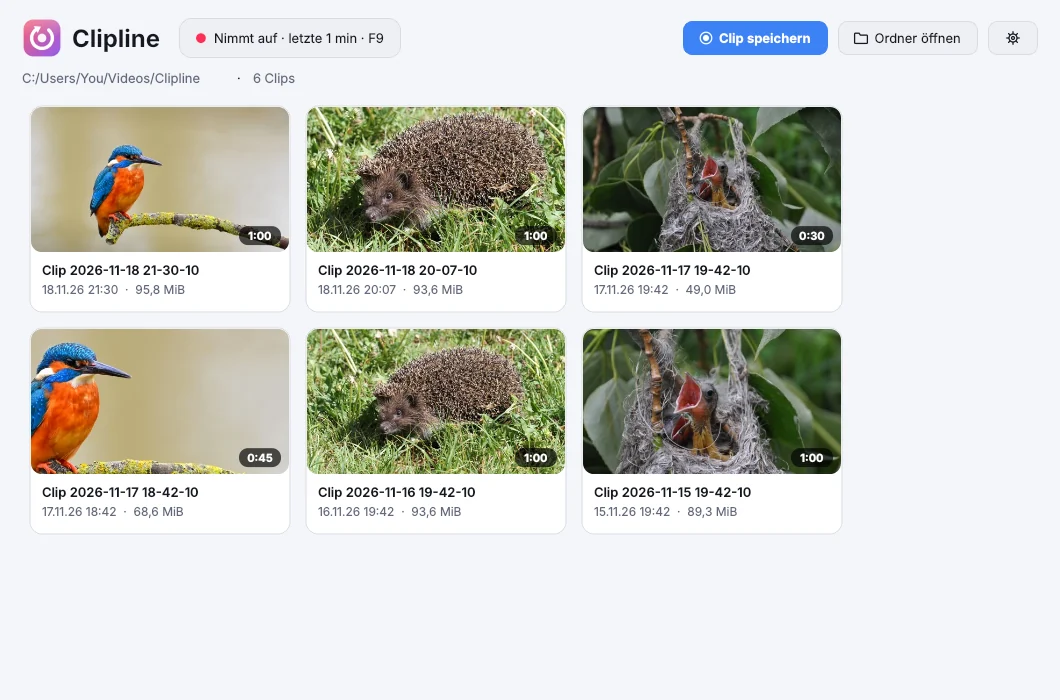 Clipline
Nimmt auf · letzte 1 min · F9
Clip speichern
Ordner öffnen
C:/Users/You/Videos/Clipline · 6 Clips
1:00
1:00
0:30
Clip 2026-11-18 21-30-10
18.11.26 21:30 · 95,8 MiB
Clip 2026-11-18 20-07-10
18.11.26 20:07 · 93,6 MiB
Clip 2026-11-17 19-42-10
17.11.26 19:42 · 49,0 MiB
0:45
1:00
1:00
Clip 2026-11-17 18-42-10
17.11.26 18:42 · 68,6 MiB
Clip 2026-11-16 19-42-10
16.11.26 19:42 · 93,6 MiB
Clip 2026-11-15 19-42-10
15.11.26 19:42 · 89,3 MiB